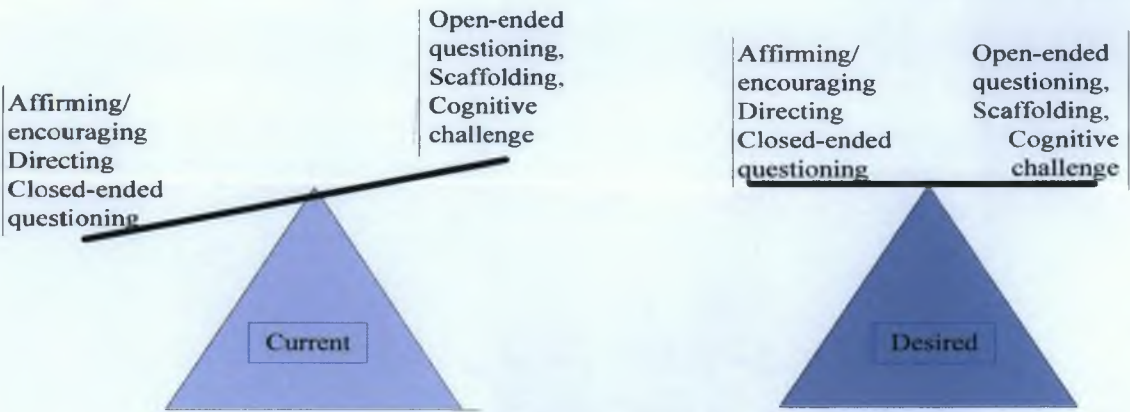 Affirming/
encouraging
Directing
Closed-ended
questioning
Open-ended
questioning,
Scaffolding,
Cognitive
challenge
Current
Affirming/
encouraging
Directing
Closed-ended
questioning
Open-ended
questioning,
Scaffolding,
Cognitive
challenge
Desired